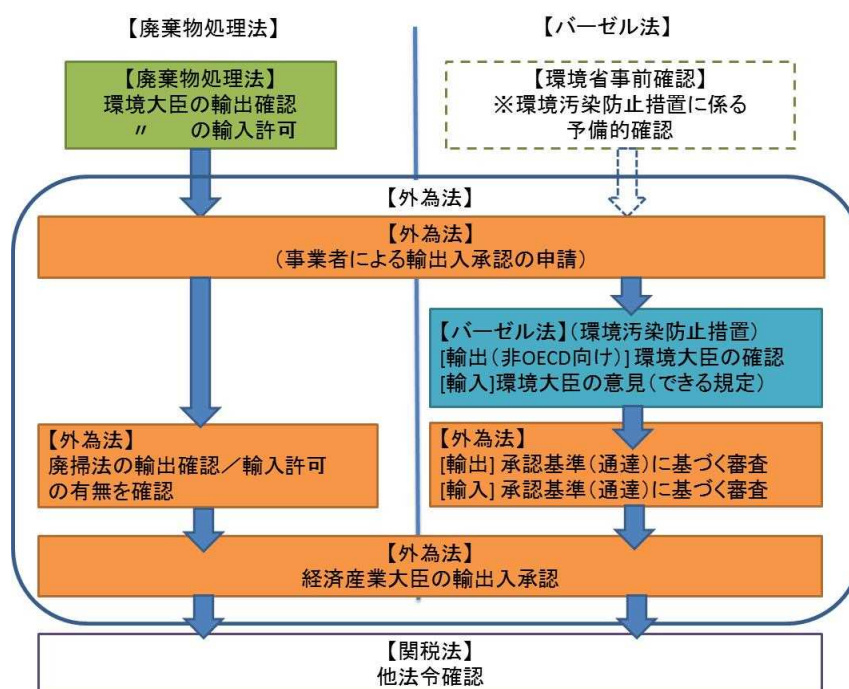 【廃棄物処理法】
【バーゼル法】
【廃棄物処理法】
環境大臣の輸出確認
〃 の輸入許可
【環境省事前確認】
※環境汚染防止措置に係る
予備的確認
【外為法】
【外為法】
（事業者による輸出入承認の申請）
【バーゼル法】（環境汚染防止措置）
[輸出（非OECD向け）] 環境大臣の確認
[輸入]環境大臣の意見（できる規定）
【外為法】
廃掃法の輸出確認／輸入許可
の有無を確認
【外為法】
[輸出] 承認基準（通達）に基づく審査
[輸入] 承認基準（通達）に基づく審査
【外為法】
経済産業大臣の輸出入承認
【関税法】
他法令確認